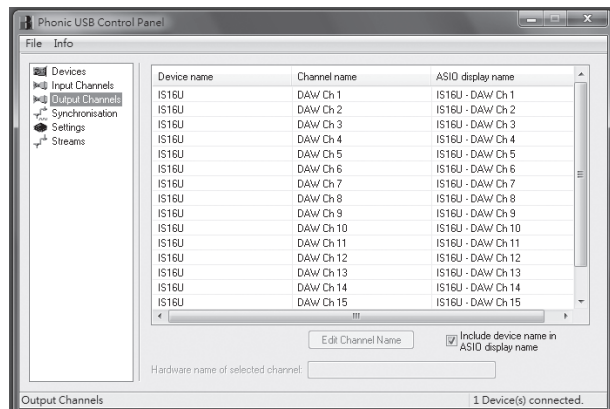 Phonic USB Control Panel
File Info
Devices
Input Channels
Output Channels
Synchronisation
Settings
Streams
Device name Channel name ASIO display name
IS16U DAW Ch 1 IS16U - DAW Ch 1
IS16U DAW Ch 2 IS16U - DAW Ch 2
IS16U DAW Ch 3 IS16U - DAW Ch 3
IS16U DAW Ch 4 IS16U - DAW Ch 4
IS16U DAW Ch 5 IS16U - DAW Ch 5
IS16U DAW Ch 6 IS16U - DAW Ch 6
IS16U DAW Ch 7 IS16U - DAW Ch 7
IS16U DAW Ch 8 IS16U - DAW Ch 8
IS16U DAW Ch 9 IS16U - DAW Ch 9
IS16U DAW Ch 10 IS16U - DAW Ch 10
IS16U DAW Ch 11 IS16U - DAW Ch 11
IS16U DAW Ch 12 IS16U - DAW Ch 12
IS16U DAW Ch 13 IS16U - DAW Ch 13
IS16U DAW Ch 14 IS16U - DAW Ch 14
IS16U DAW Ch 15 IS16U - DAW Ch 15
Edit Channel Name
Include device name in
ASIO display name
Hardware name of selected channel:
Output Channels 1 Device(s) connected.